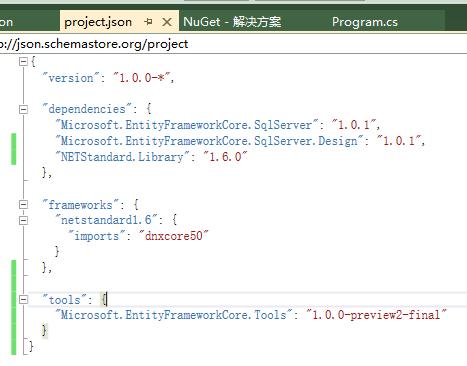 on project.json NuGet - 解决方案 Program.cs
://json.schemastore.org/project
{
"version": "1.0.0-*",
"dependencies": {
"Microsoft.EntityFrameworkCore.SqlServer": "1.0.1",
"Microsoft.EntityFrameworkCore.SqlServer.Design": "1.0.1",
"NETStandard.Library": "1.6.0"
},
"frameworks": {
"netstandard1.6": {
"imports": "dnxcore50"
}
},
"tools": {
"Microsoft.EntityFrameworkCore.Tools": "1.0.0-preview2-final"
}
}